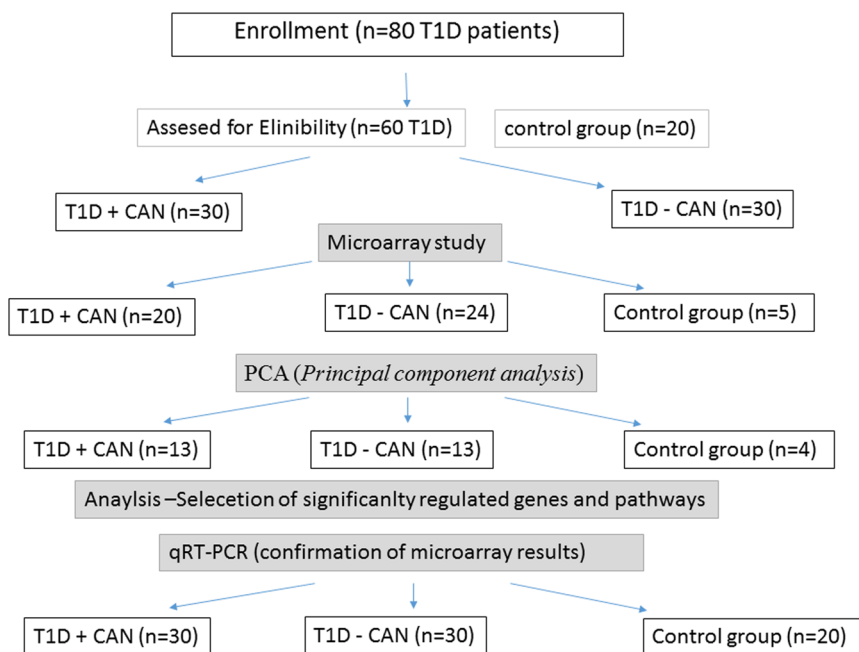 Enrollment (n=80 T1D patients)
Assesed for Elinibility (n=60 T1D)
control group (n=20)
T1D + CAN (n=30)
T1D - CAN (n=30)
Microarray study
T1D + CAN (n=20)
T1D - CAN (n=24)
Control group (n=5)
PCA (Principal component analysis)
T1D + CAN (n=13)
T1D - CAN (n=13)
Control group (n=4)
Anaylsis –Selecetion of significanlty regulated genes and pathways
qRT-PCR (confirmation of microarray results)
T1D + CAN (n=30)
T1D - CAN (n=30)
Control group (n=20)